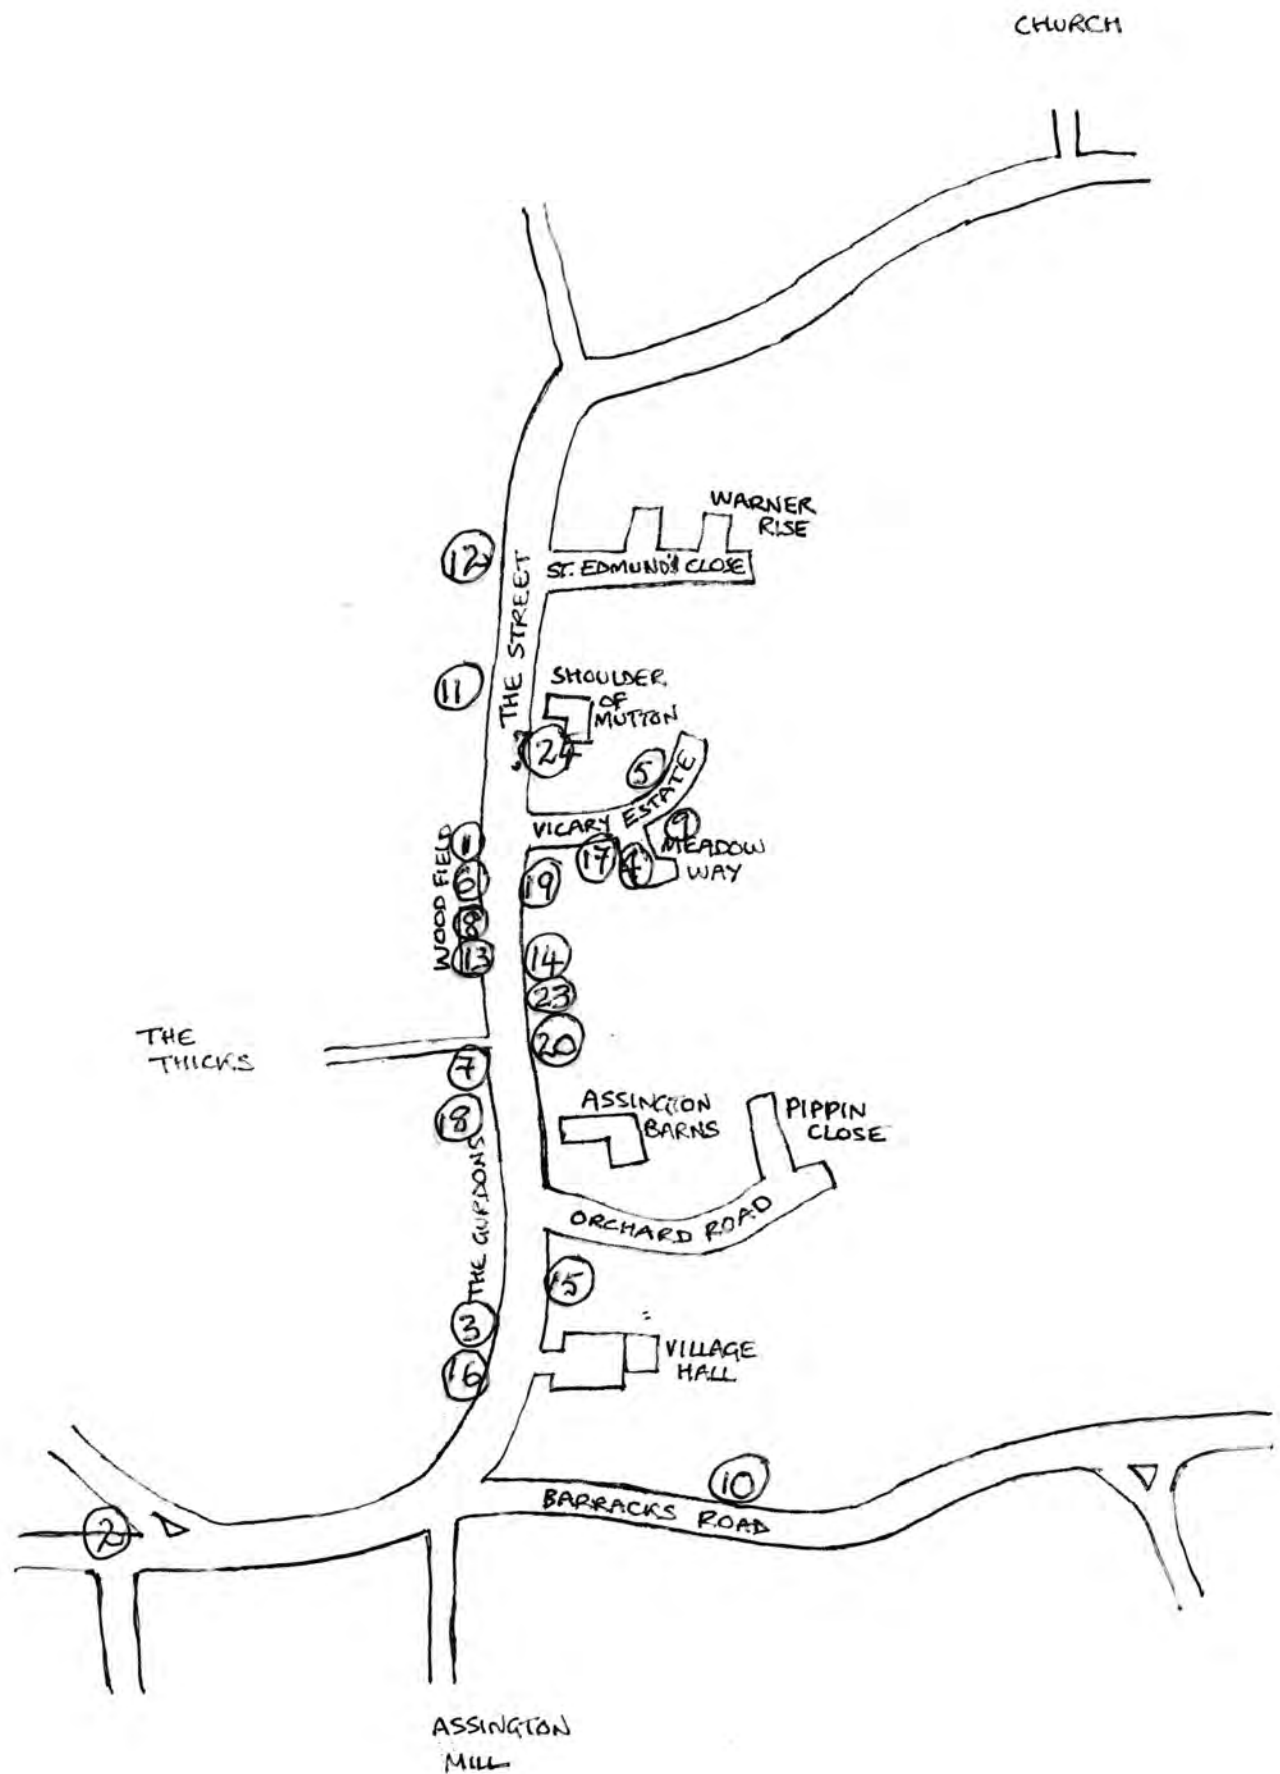 CHURCH
WARNER
RISE
12
ST. EDMUND'S CLOSE
THE STREET
11
SHOULDER
OF
MUTTON
24
5
VICARY ESTATE
9
1
17
4
MEADOW
WAY
WOOD FIELD
6
19
8
13
14
23
20
THE
THICKS
7
18
ASSINGTON
BARNS
PIPPIN
CLOSE
THE GURDONS
ORCHARD ROAD
15
3
16
VILLAGE
HALL
10
BARRACKS ROAD
2
ASSINGTON
MILL